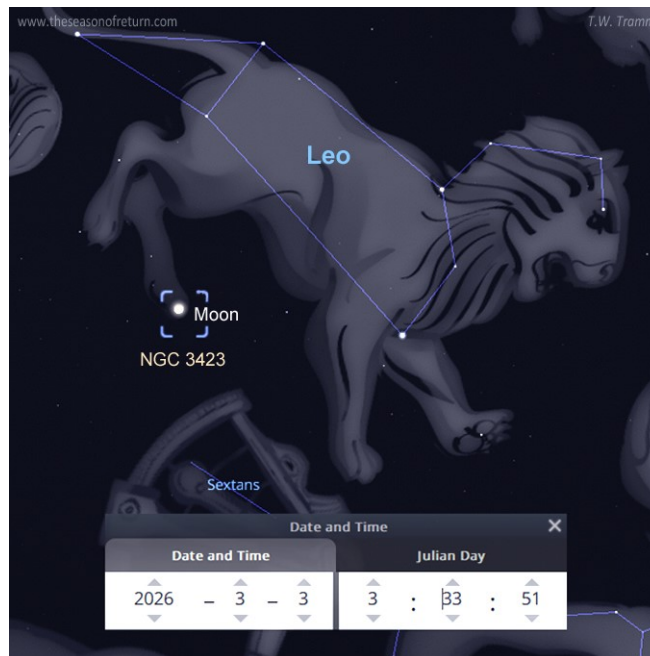 www.theseasonofreturn.com
Leo
Moon
NGC 3423
Sextans
Date and Time
Date and Time Julian Day
2026 – 3 – 3 3 : 33 : 51